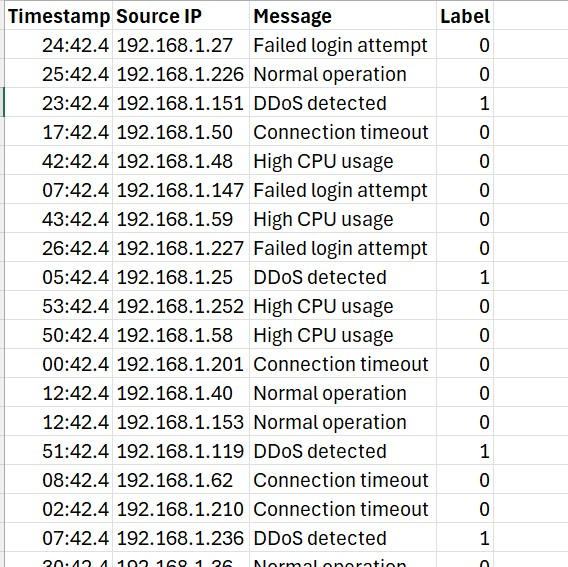 Timestamp Source IP Message Label
24:42.4 192.168.1.27 Failed login attempt 0
25:42.4 192.168.1.226 Normal operation 0
23:42.4 192.168.1.151 DDoS detected 1
17:42.4 192.168.1.50 Connection timeout 0
42:42.4 192.168.1.48 High CPU usage 0
07:42.4 192.168.1.147 Failed login attempt 0
43:42.4 192.168.1.59 High CPU usage 0
26:42.4 192.168.1.227 Failed login attempt 0
05:42.4 192.168.1.25 DDoS detected 1
53:42.4 192.168.1.252 High CPU usage 0
50:42.4 192.168.1.58 High CPU usage 0
00:42.4 192.168.1.201 Connection timeout 0
12:42.4 192.168.1.40 Normal operation 0
12:42.4 192.168.1.153 Normal operation 0
51:42.4 192.168.1.119 DDoS detected 1
08:42.4 192.168.1.62 Connection timeout 0
02:42.4 192.168.1.210 Connection timeout 0
07:42.4 192.168.1.236 DDoS detected 1
30:42.4 192.168.1.36 Normal operation 0